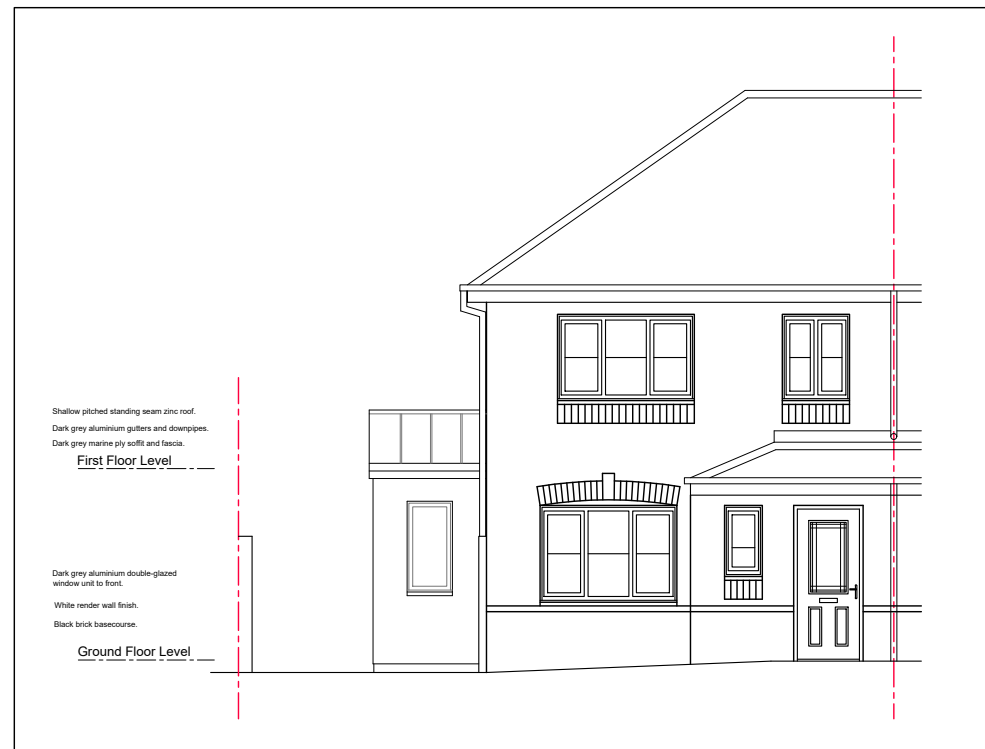 Shallow pitched standing seam zinc roof.
Dark grey aluminium gutters and downpipes.
Dark grey marine ply soffit and fascia.
First Floor Level
Dark grey aluminium double-glazed
window unit to front.
White render wall finish.
Black brick basecourse.
Ground Floor Level